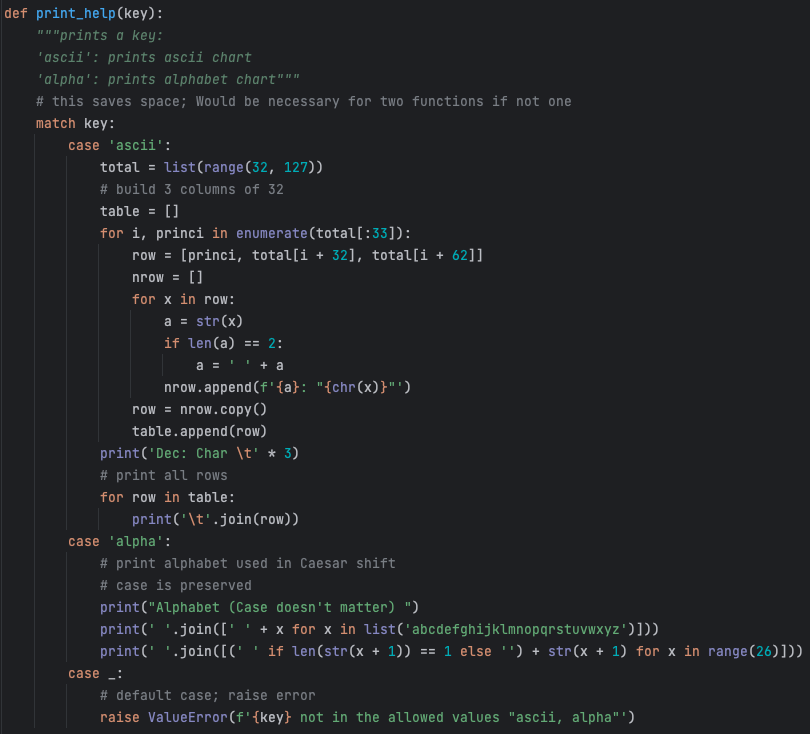 def print_help(key):
    """prints a key:
    'ascii': prints ascii chart
    'alpha': prints alphabet chart"""
    # this saves space; Would be necessary for two functions if not one
    match key:
        case 'ascii':
            total = list(range(32, 127))
            # build 3 columns of 32
            table = []
            for i, princi in enumerate(total[:33]):
                row = [princi, total[i + 32], total[i + 62]]
                nrow = []
                for x in row:
                    a = str(x)
                    if len(a) == 2:
                        a = ' ' + a
                    nrow.append(f'{a}: "{chr(x)}"')
                row = nrow.copy()
                table.append(row)
            print('Dec: Char \t' * 3)
            # print all rows
            for row in table:
                print('\t'.join(row))
        case 'alpha':
            # print alphabet used in Caesar shift
            # case is preserved
            print("Alphabet (Case doesn't matter) ")
            print(' '.join([' ' + x for x in list('abcdefghijklmnopqrstuvwxyz')]))
            print(' '.join([(' ' if len(str(x + 1)) == 1 else '') + str(x + 1) for x in range(26)]))
        case _:
            # default case; raise error
            raise ValueError(f'{key} not in the allowed values "ascii, alpha"')